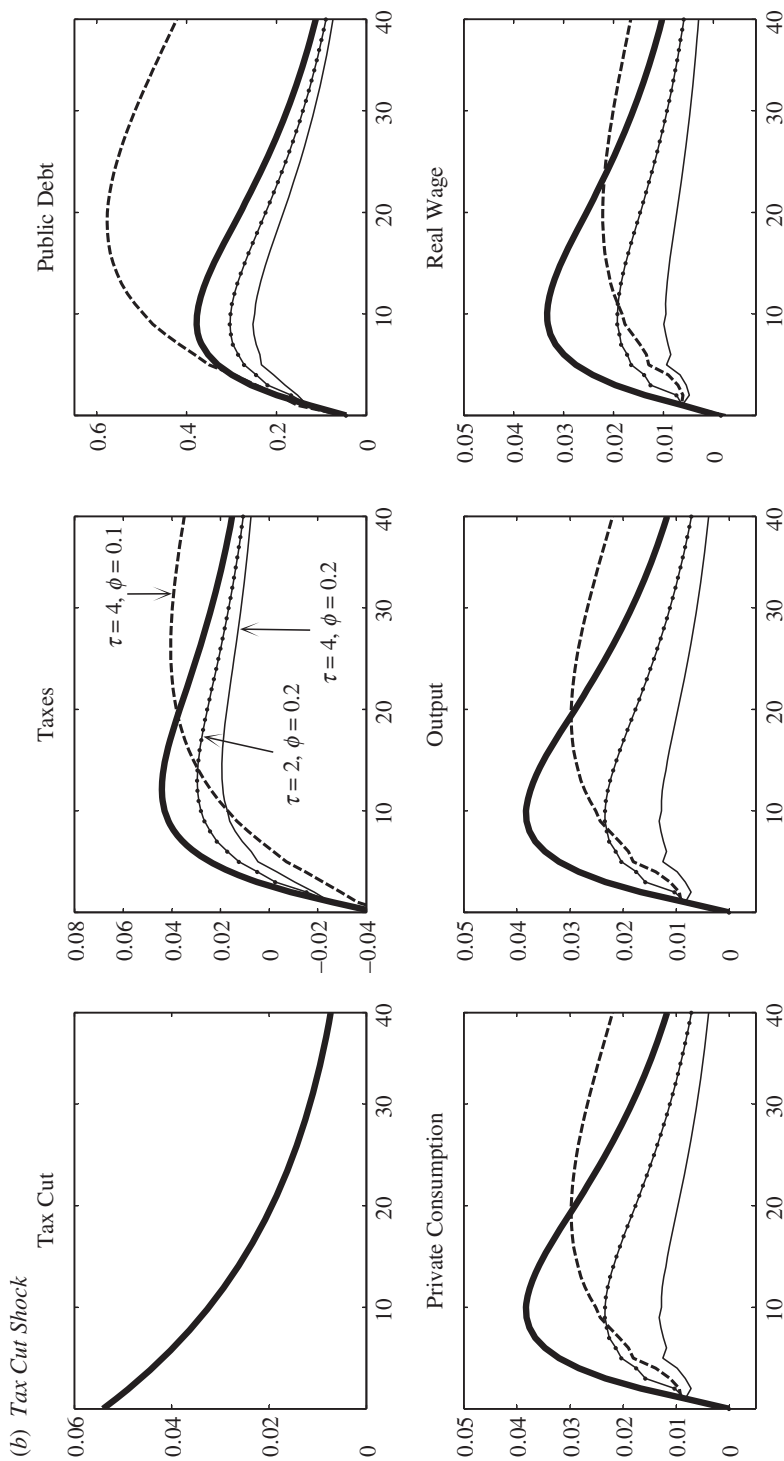 (b) Tax Cut Shock
Tax Cut
0.06
0.04
0.02
0
10 20 30 40
Taxes
0.08
0.06
0.04
0.02
0
−0.02
−0.04
10 20 30 40
τ = 4, ϕ = 0.1
τ = 2, ϕ = 0.2
τ = 4, ϕ = 0.2
Public Debt
0.6
0.4
0.2
0
10 20 30 40
Private Consumption
0.05
0.04
0.03
0.02
0.01
0
10 20 30 40
Output
0.05
0.04
0.03
0.02
0.01
0
10 20 30 40
Real Wage
0.05
0.04
0.03
0.02
0.01
0
10 20 30 40